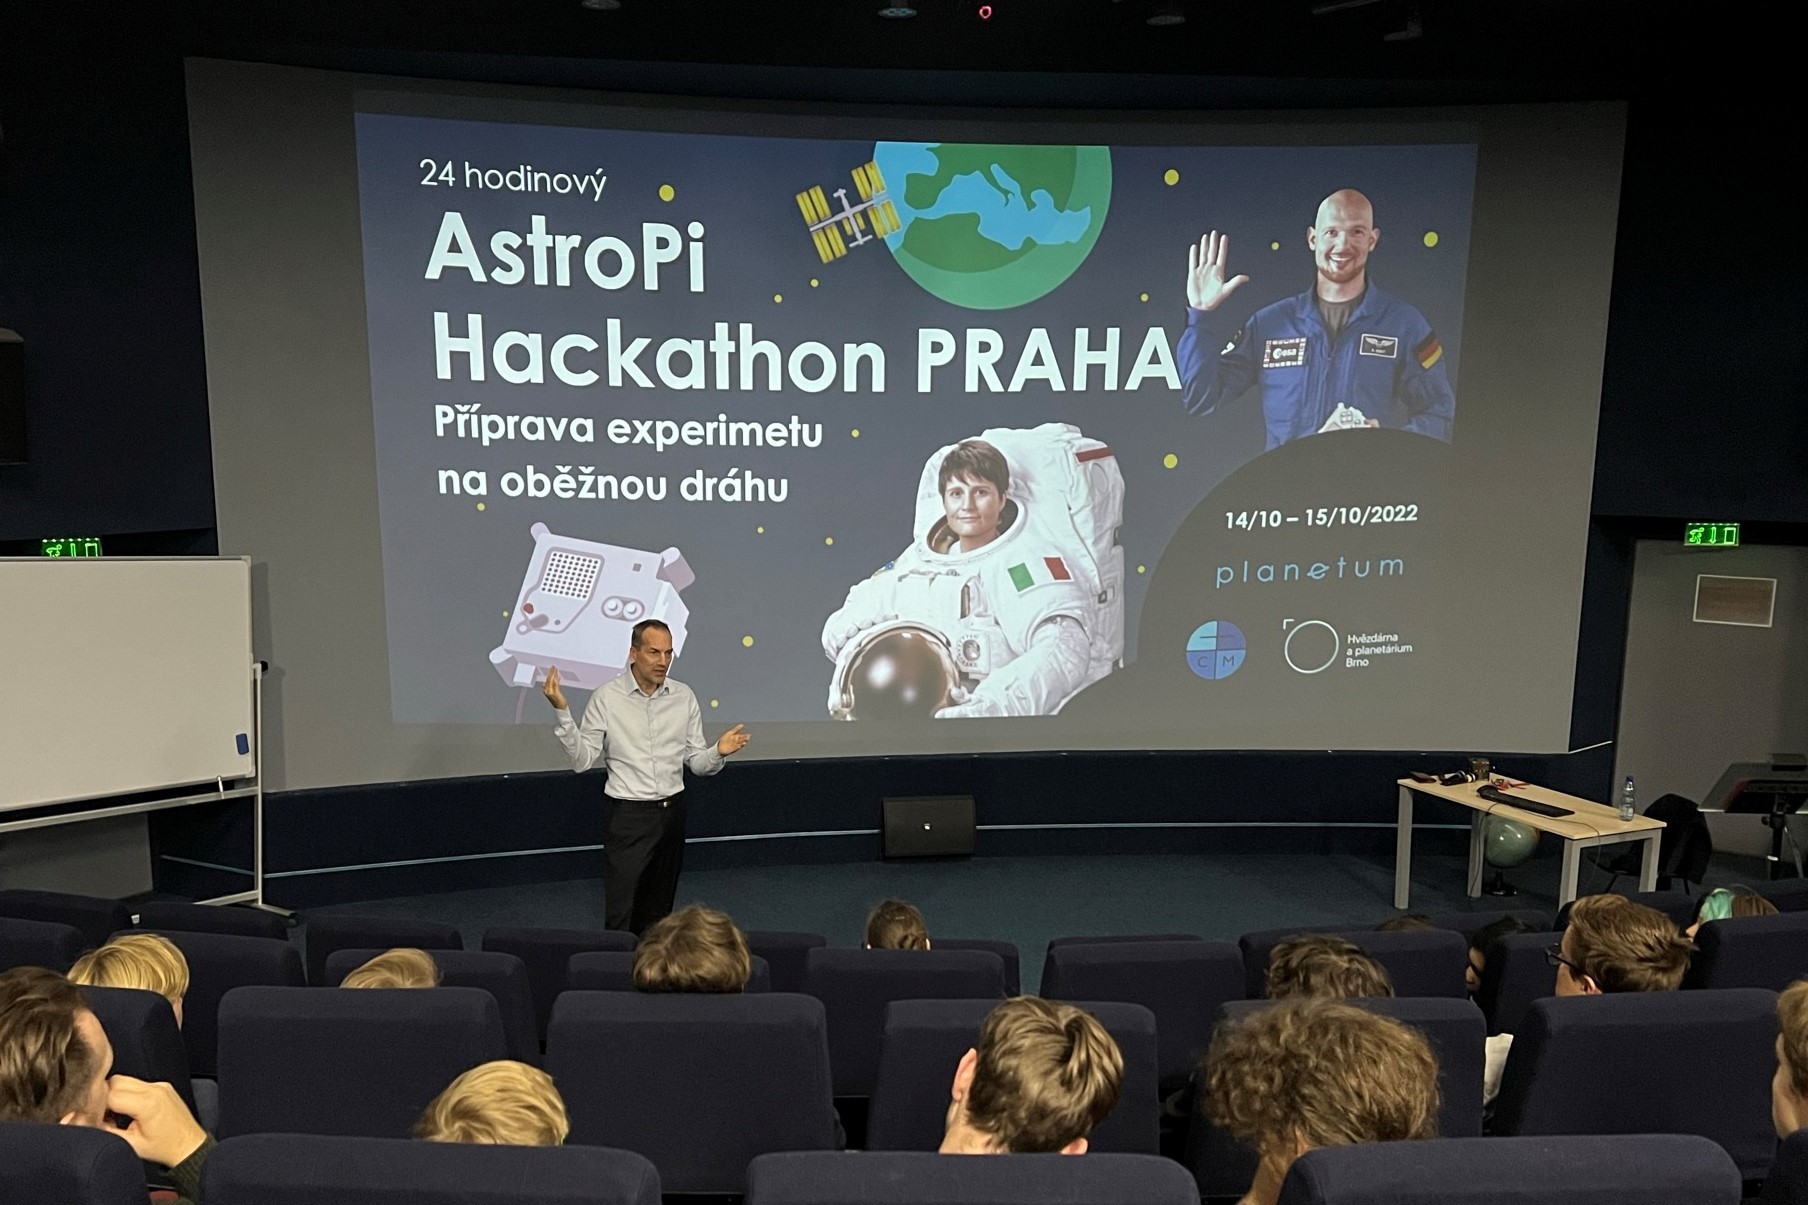 24 hodinový
AstroPi
Hackathon PRAHA
Příprava experimetu
na oběžnou dráhu
esa
14/10 – 15/10/2022
planetum
C M
Hvězdárna
a planetárium
Brno